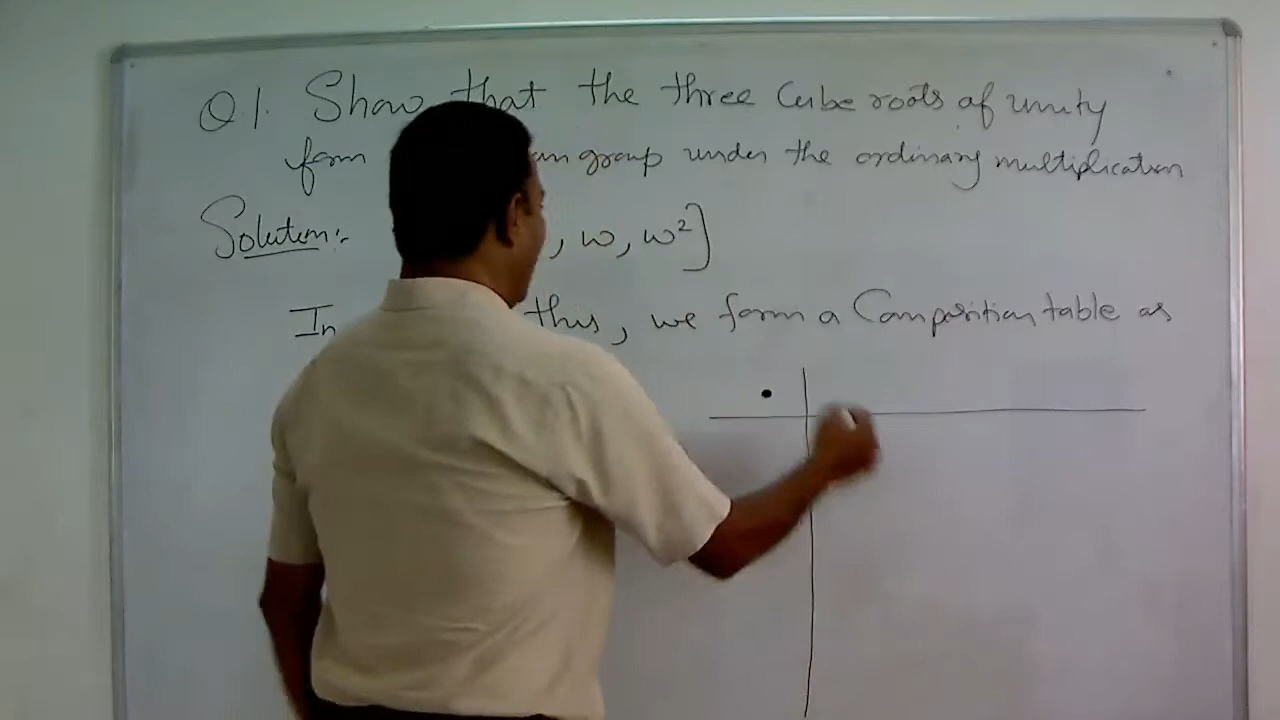 Q1. Show that the three Cube roots of unity
form group under the ordinary multiplication
Solution:
, ω, ω²]
In this, we form a Composition table as
•